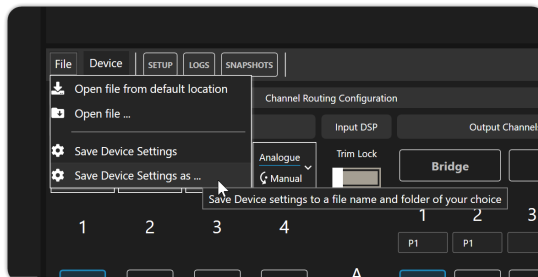 File Device SETUP LOGS SNAPSHOTS
Open file from default location
Channel Routing Configuration
Open file ...
Input DSP Output Channel
Save Device Settings
Analogue Trim Lock Bridge
Save Device Settings as ... Manual
Save Device settings to a file name and folder of your choice
1 2 3 4 1 2 3
P1 P1
A